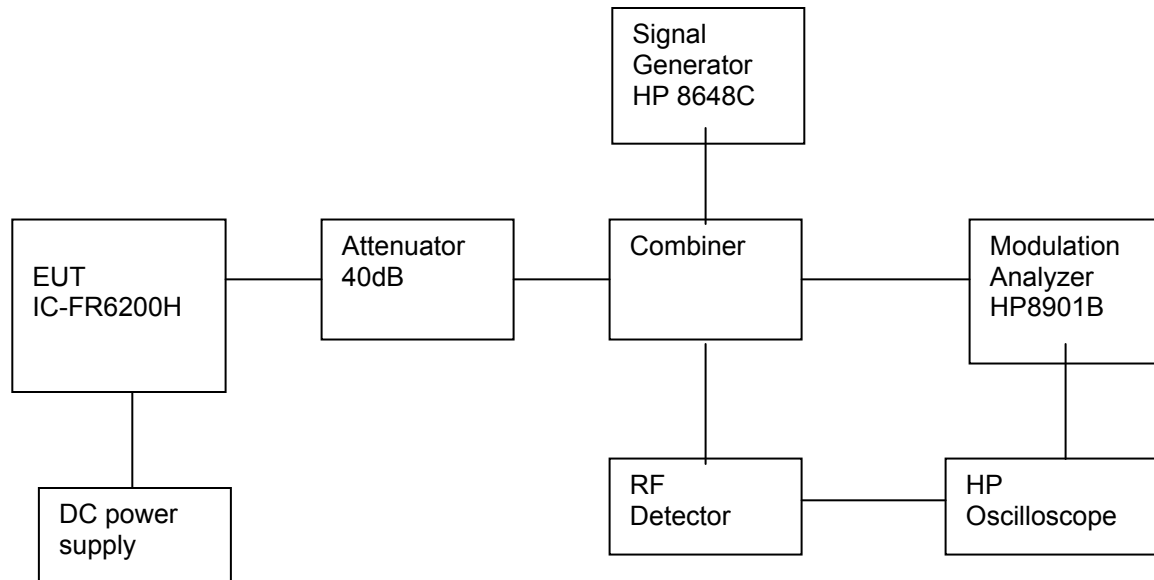 Signal
Generator
HP 8648C
EUT
IC-FR6200H
Attenuator
40dB
Combiner
Modulation
Analyzer
HP8901B
DC power
supply
RF
Detector
HP
Oscilloscope